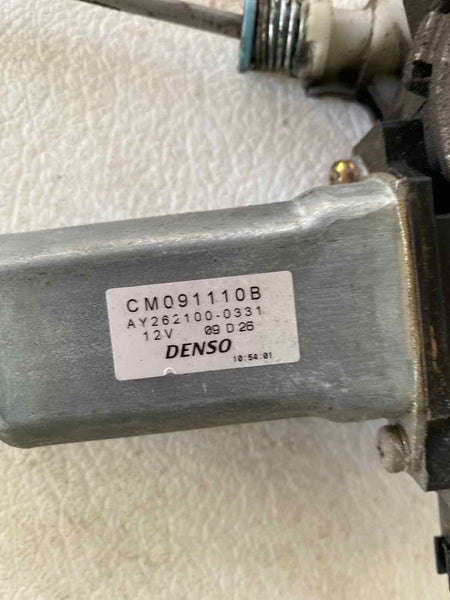 CM091110B
AY262100-0331
12V 09 D 26
DENSO
10:54:01